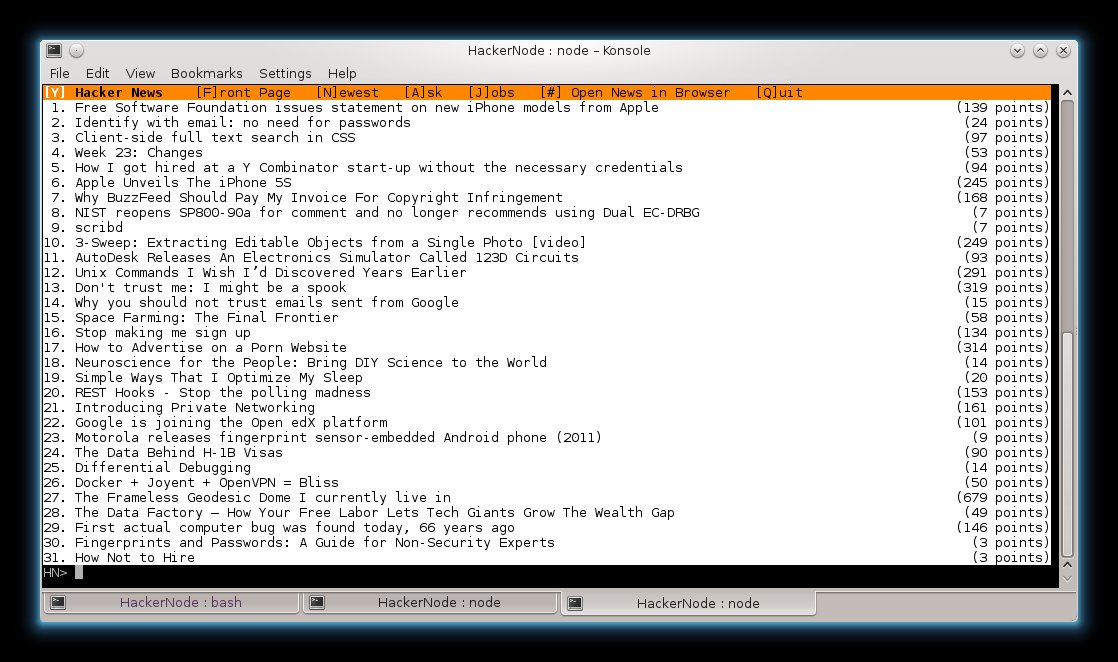 HackerNode : node – Konsole
File Edit View Bookmarks Settings Help
[Y] Hacker News [F]ront Page [N]ewest [A]sk [J]obs [#] Open News in Browser [Q]uit
1. Free Software Foundation issues statement on new iPhone models from Apple (139 points)
2. Identify with email: no need for passwords (24 points)
3. Client-side full text search in CSS (97 points)
4. Week 23: Changes (53 points)
5. How I got hired at a Y Combinator start-up without the necessary credentials (94 points)
6. Apple Unveils The iPhone 5S (245 points)
7. Why BuzzFeed Should Pay My Invoice For Copyright Infringement (168 points)
8. NIST reopens SP800-90a for comment and no longer recommends using Dual EC-DRBG (7 points)
9. scribd (7 points)
10. 3-Sweep: Extracting Editable Objects from a Single Photo [video] (249 points)
11. AutoDesk Releases An Electronics Simulator Called 123D Circuits (93 points)
12. Unix Commands I Wish I’d Discovered Years Earlier (291 points)
13. Don't trust me: I might be a spook (319 points)
14. Why you should not trust emails sent from Google (15 points)
15. Space Farming: The Final Frontier (58 points)
16. Stop making me sign up (134 points)
17. How to Advertise on a Porn Website (314 points)
18. Neuroscience for the People: Bring DIY Science to the World (14 points)
19. Simple Ways That I Optimize My Sleep (20 points)
20. REST Hooks - Stop the polling madness (153 points)
21. Introducing Private Networking (161 points)
22. Google is joining the Open edX platform (101 points)
23. Motorola releases fingerprint sensor-embedded Android phone (2011) (9 points)
24. The Data Behind H-1B Visas (90 points)
25. Differential Debugging (14 points)
26. Docker + Joyent + OpenVPN = Bliss (50 points)
27. The Frameless Geodesic Dome I currently live in (679 points)
28. The Data Factory – How Your Free Labor Lets Tech Giants Grow The Wealth Gap (49 points)
29. First actual computer bug was found today, 66 years ago (146 points)
30. Fingerprints and Passwords: A Guide for Non-Security Experts (3 points)
31. How Not to Hire (3 points)
HN>
HackerNode : bash HackerNode : node HackerNode : node